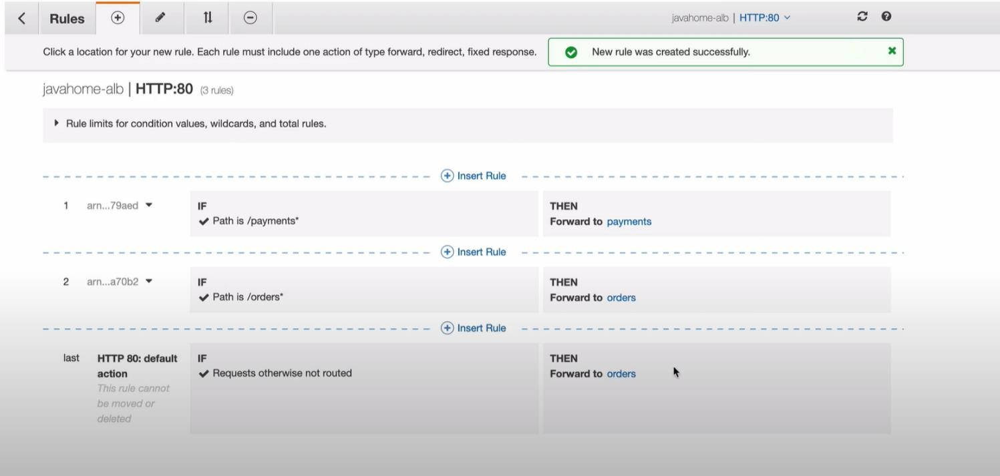 Rules
javahome-alb | HTTP:80
Click a location for your new rule. Each rule must include one action of type forward, redirect, fixed response.
New rule was created successfully.
javahome-alb | HTTP:80 (3 rules)
Rule limits for condition values, wildcards, and total rules.
Insert Rule
1 arn...79aed IF THEN
Path is /payments* Forward to payments
Insert Rule
2 arn...a70b2 IF THEN
Path is /orders* Forward to orders
Insert Rule
last HTTP 80: default IF THEN
action Requests otherwise not routed Forward to orders
This rule cannot
be moved or
deleted